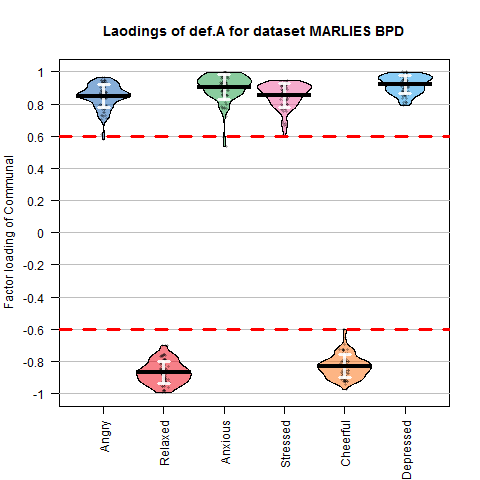 Laodings of def.A for dataset MARLIES BPD
Factor loading of Communal
1
0.8
0.6
0.4
0.2
0
-0.2
-0.4
-0.6
-0.8
-1
Angry
Relaxed
Anxious
Stressed
Cheerful
Depressed